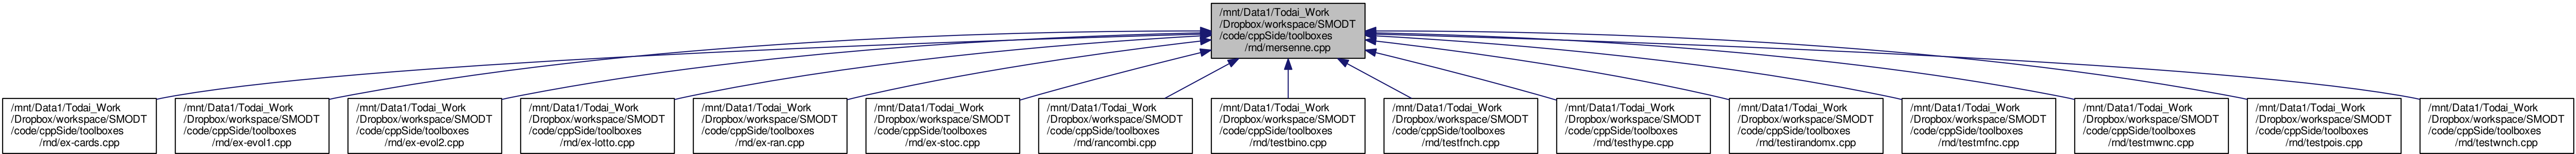 /mnt/Data1/Todai_Work
/Dropbox/workspace/SMODT
/code/cppSide/toolboxes
/rnd/mersenne.cpp
/mnt/Data1/Todai_Work
/Dropbox/workspace/SMODT
/code/cppSide/toolboxes
/rnd/ex-cards.cpp
/mnt/Data1/Todai_Work
/Dropbox/workspace/SMODT
/code/cppSide/toolboxes
/rnd/ex-evol1.cpp
/mnt/Data1/Todai_Work
/Dropbox/workspace/SMODT
/code/cppSide/toolboxes
/rnd/ex-evol2.cpp
/mnt/Data1/Todai_Work
/Dropbox/workspace/SMODT
/code/cppSide/toolboxes
/rnd/ex-lotto.cpp
/mnt/Data1/Todai_Work
/Dropbox/workspace/SMODT
/code/cppSide/toolboxes
/rnd/ex-ran.cpp
/mnt/Data1/Todai_Work
/Dropbox/workspace/SMODT
/code/cppSide/toolboxes
/rnd/ex-stoc.cpp
/mnt/Data1/Todai_Work
/Dropbox/workspace/SMODT
/code/cppSide/toolboxes
/rnd/rancombi.cpp
/mnt/Data1/Todai_Work
/Dropbox/workspace/SMODT
/code/cppSide/toolboxes
/rnd/testbino.cpp
/mnt/Data1/Todai_Work
/Dropbox/workspace/SMODT
/code/cppSide/toolboxes
/rnd/testfnch.cpp
/mnt/Data1/Todai_Work
/Dropbox/workspace/SMODT
/code/cppSide/toolboxes
/rnd/testhype.cpp
/mnt/Data1/Todai_Work
/Dropbox/workspace/SMODT
/code/cppSide/toolboxes
/rnd/testirandomx.cpp
/mnt/Data1/Todai_Work
/Dropbox/workspace/SMODT
/code/cppSide/toolboxes
/rnd/testmfnc.cpp
/mnt/Data1/Todai_Work
/Dropbox/workspace/SMODT
/code/cppSide/toolboxes
/rnd/testmwnc.cpp
/mnt/Data1/Todai_Work
/Dropbox/workspace/SMODT
/code/cppSide/toolboxes
/rnd/testpois.cpp
/mnt/Data1/Todai_Work
/Dropbox/workspace/SMODT
/code/cppSide/toolboxes
/rnd/testwnch.cpp